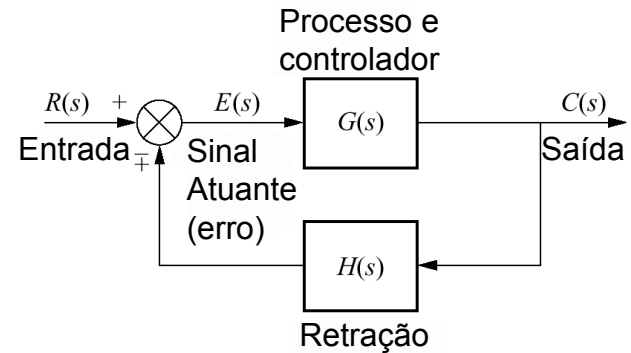 Processo e
controlador
R(s) + E(s) G(s) C(s)
Entrada ∓ Sinal Saída
Atuante
(erro)
H(s)
Retração